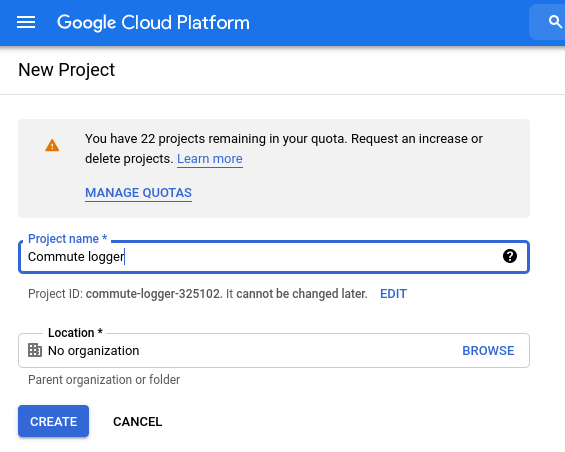 Google Cloud Platform
New Project
You have 22 projects remaining in your quota. Request an increase or
delete projects. Learn more
MANAGE QUOTAS
Project name *
Commute logger
Project ID: commute-logger-325102. It cannot be changed later. EDIT
Location *
No organization BROWSE
Parent organization or folder
CREATE CANCEL